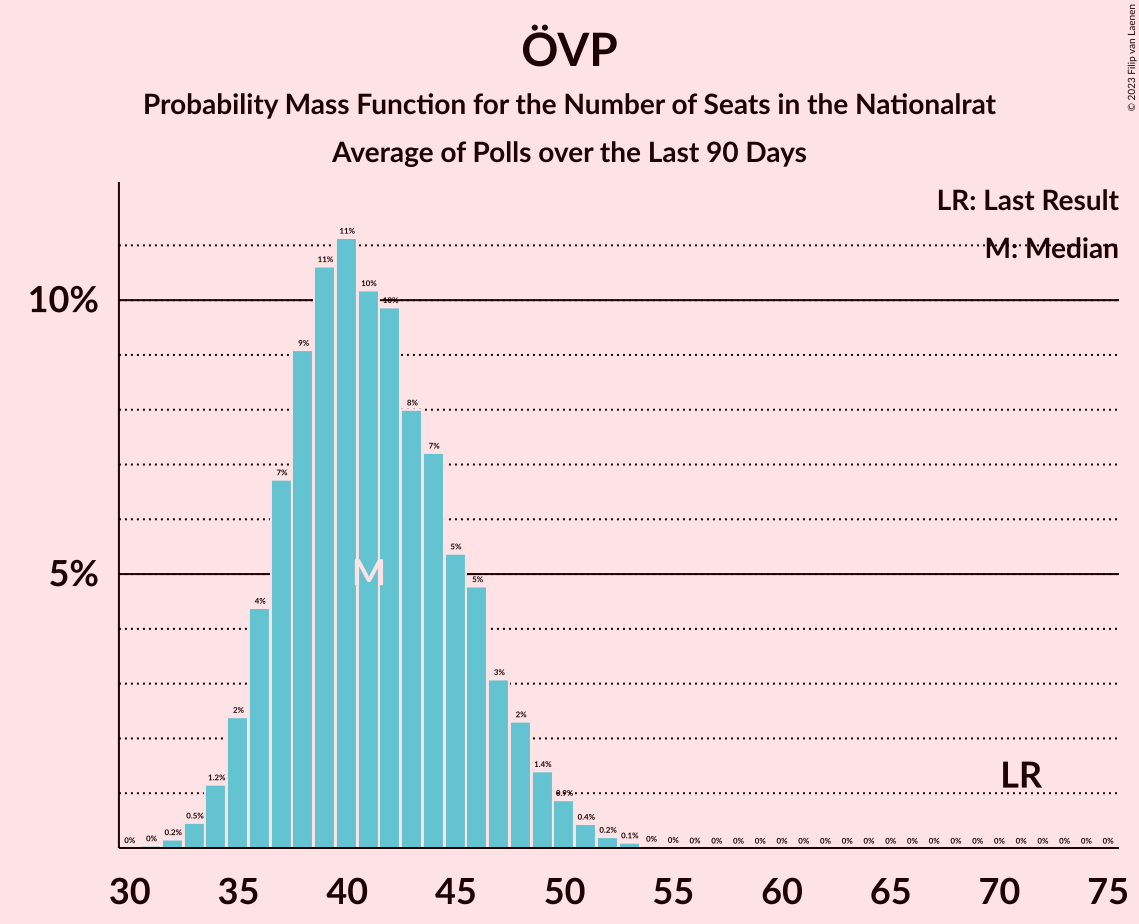 ÖVP
Probability Mass Function for the Number of Seats in the Nationalrat
Average of Polls over the Last 90 Days
© 2023 Filip van Laenen
LR: Last Result
M: Median
10%
5%
0% 0% 0.2% 0.5% 1.2% 2% 4% 7% 9% 11% 11% 10% 10% 8% 7% 5% 5% 3% 2% 1.4% 0.9% 0.4% 0.2% 0.1% 0% 0% 0% 0% 0% 0% 0% 0% 0% 0% 0% 0% 0% 0% 0% 0% 0% 0% 0% 0% 0% 0%
M
LR
30 35 40 45 50 55 60 65 70 75